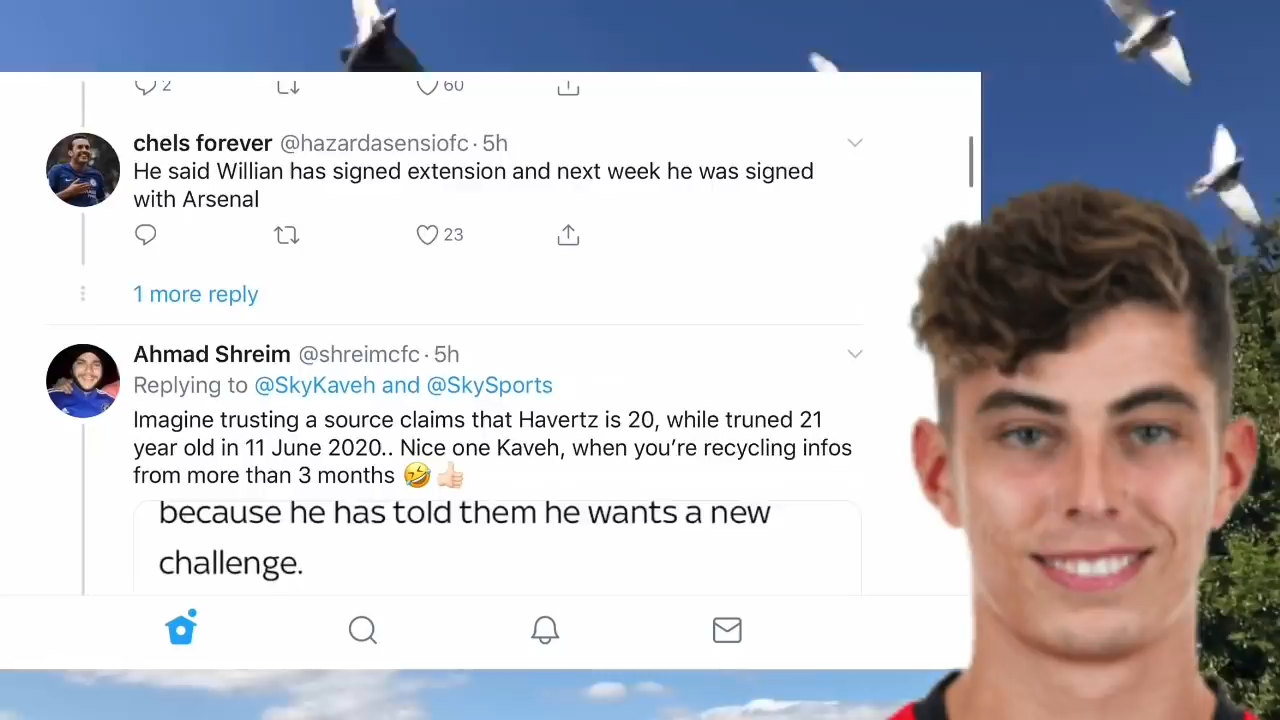 2
60
chels forever @hazardasensiofc · 5h
He said Willian has signed extension and next week he was signed
with Arsenal
23
1 more reply
Ahmad Shreim @shreimcfc · 5h
Replying to @SkyKaveh and @SkySports
Imagine trusting a source claims that Havertz is 20, while truned 21
year old in 11 June 2020.. Nice one Kaveh, when you’re recycling infos
from more than 3 months 🤣👍🏻
because he has told them he wants a new
challenge.